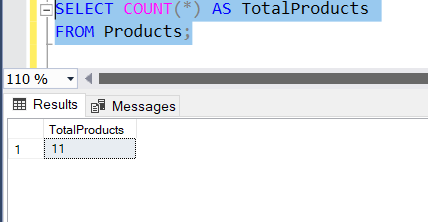 SELECT COUNT(*) AS TotalProducts
FROM Products;
110 %
Results Messages
TotalProducts
1 11